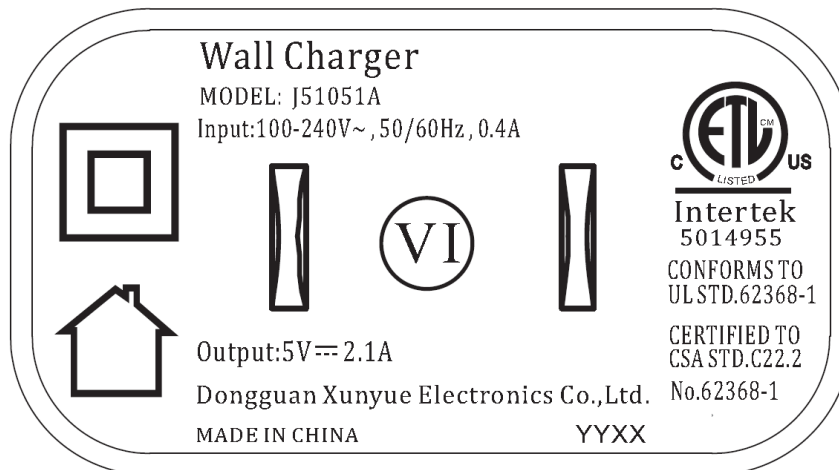 Wall Charger
MODEL: J51051A
Input:100-240V~, 50/60Hz, 0.4A
VI
Output:5V⎓2.1A
Dongguan Xunyue Electronics Co.,Ltd.
MADE IN CHINA
YYXX
ETL CM
C US
LISTED
Intertek
5014955
CONFORMS TO
UL STD.62368-1
CERTIFIED TO
CSA STD.C22.2
No.62368-1